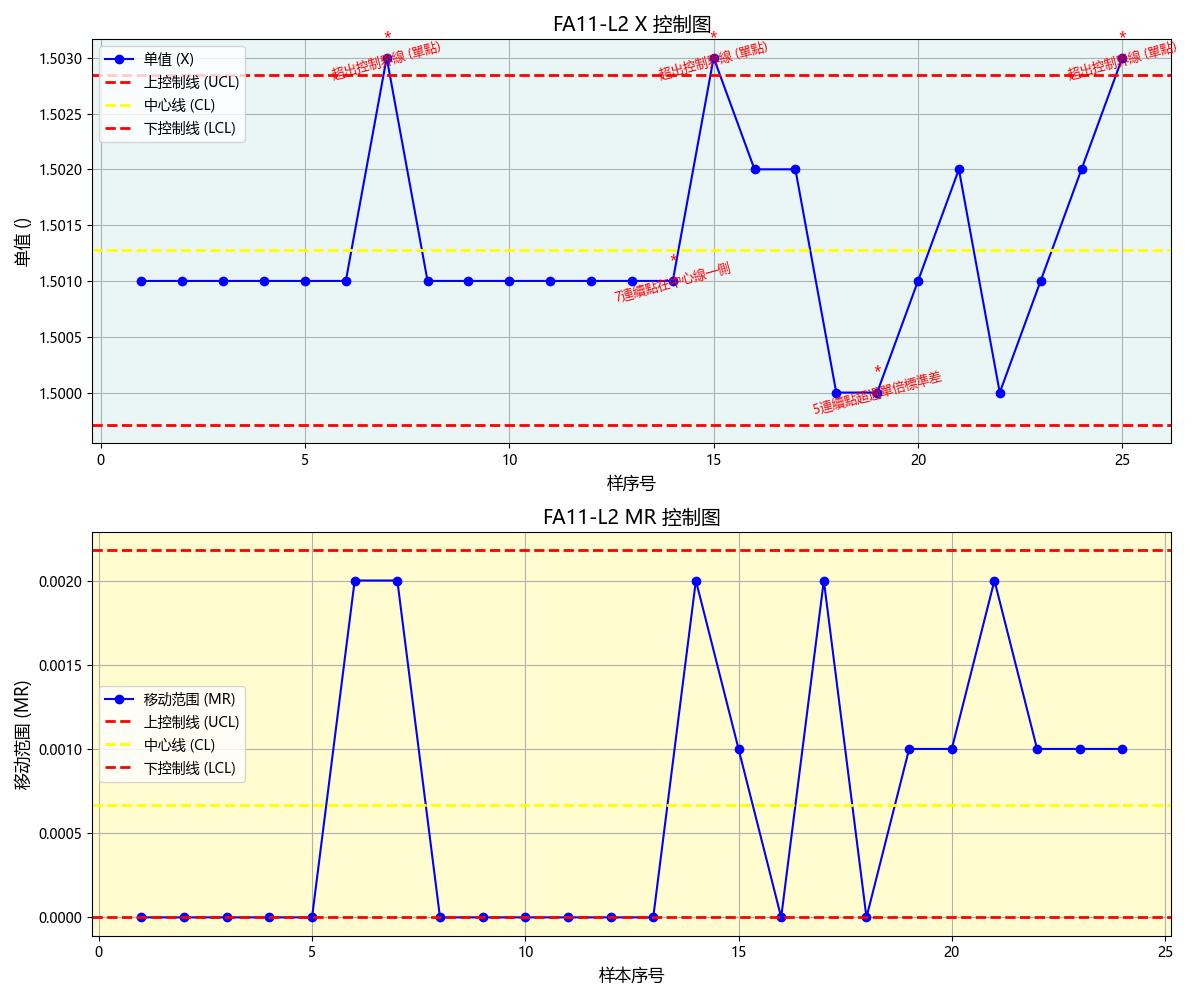 FA11-L2 X 控制图
单值 (X)
上控制线 (UCL)
中心线 (CL)
下控制线 (LCL)
*
超出控制界線 (單點)
*
超出控制界線 (單點)
*
超出控制界線 (單點)
*
7連續點在中心線一側
*
5連續點超過單倍標準差
单值 ()
1.5030
1.5025
1.5020
1.5015
1.5010
1.5005
1.5000
0
5
10
15
20
25
样序号
FA11-L2 MR 控制图
移动范围 (MR)
上控制线 (UCL)
中心线 (CL)
下控制线 (LCL)
移动范围 (MR)
0.0020
0.0015
0.0010
0.0005
0.0000
0
5
10
15
20
25
样本序号